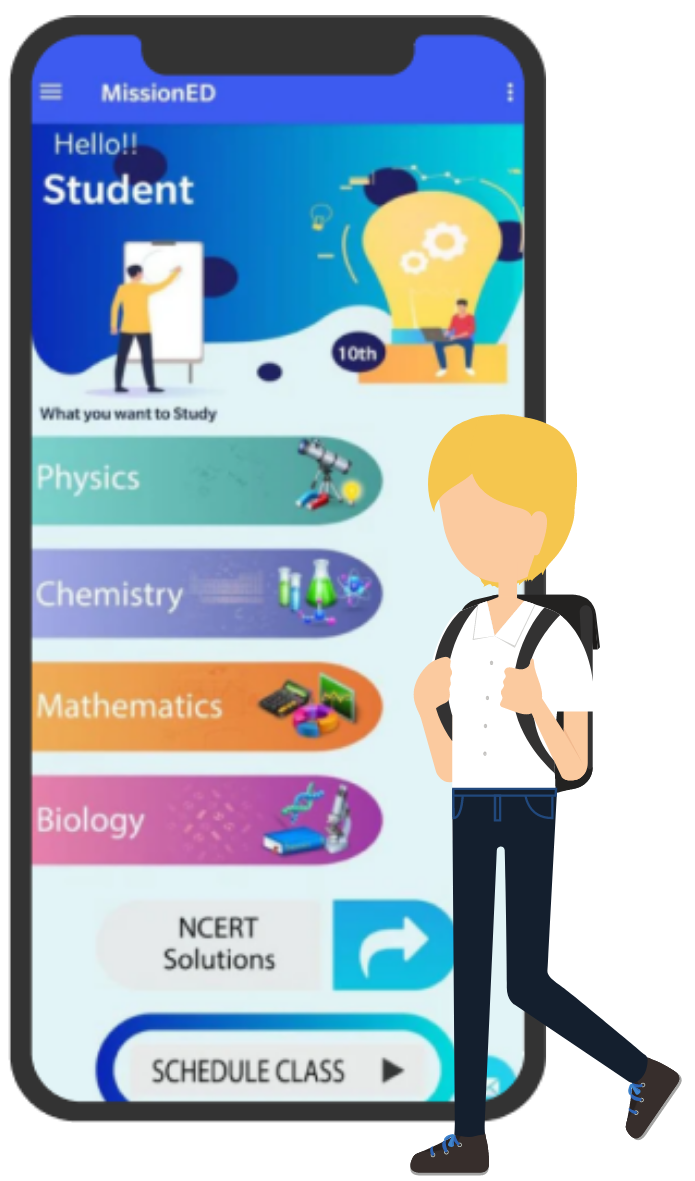 MissionED
Hello!!
Student
10th
What you want to Study
Physics
Chemistry
Mathematics
Biology
NCERT
Solutions
SCHEDULE CLASS